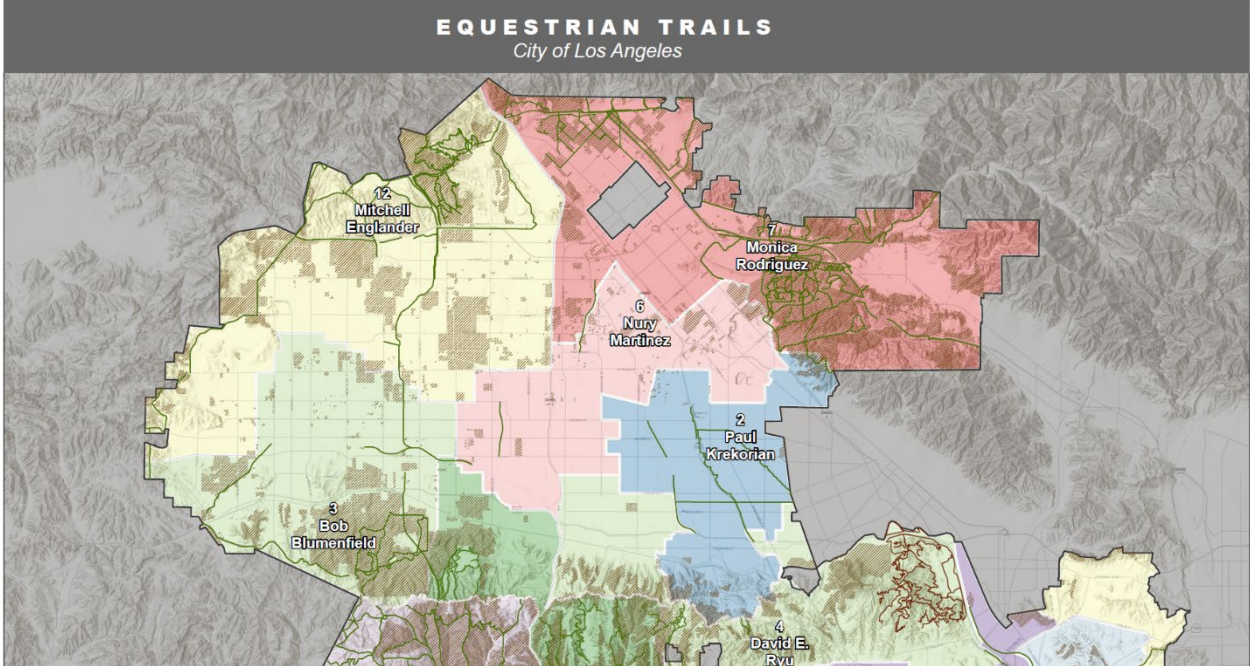 EQUESTRIAN TRAILS
City of Los Angeles
12
Mitchell
Englander
7
Monica
Rodriguez
6
Nury
Martinez
2
Paul
Krekorian
3
Bob
Blumenfield
4
David E.
Ryu